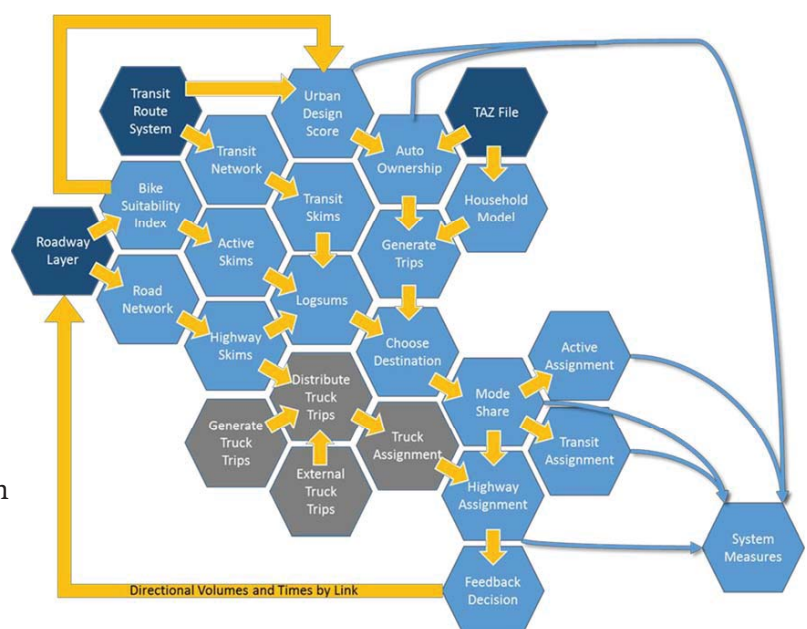 Urban
Design
Score
Transit
Route
System
TAZ File
Auto
Ownership
Transit
Network
Bike
Suitability
Index
Transit
Skims
Household
Model
Roadway
Layer
Active
Skims
Generate
Trips
Road
Network
Logsums
Highway
Skims
Choose
Destination
Active
Assignment
Distribute
Truck
Trips
Mode
Share
Generate
Truck
Trips
Truck
Assignment
Transit
Assignment
External
Truck
Trips
Highway
Assignment
System
Measures
Feedback
Decision
Directional Volumes and Times by Link